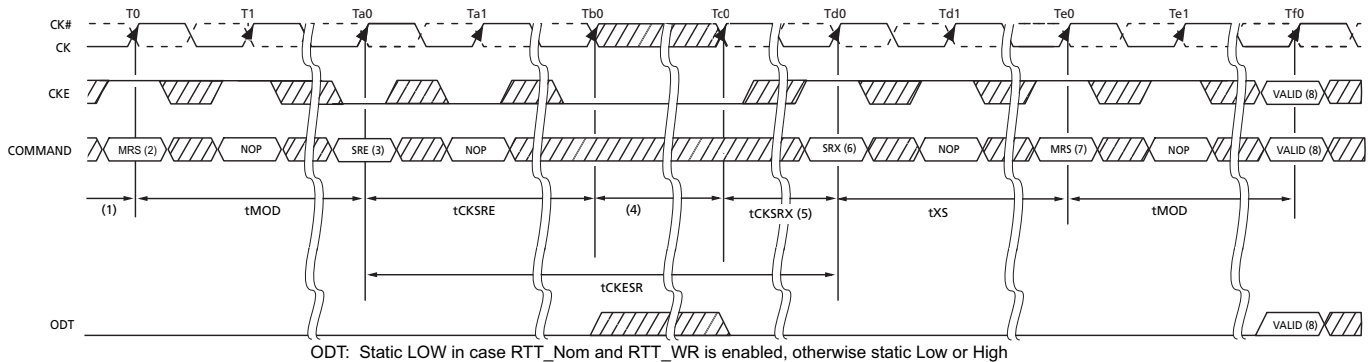 T0 T1 Ta0 Ta1 Tb0 Tc0 Td0 Td1 Te0 Te1 Tf0
CK#
CK
CKE VALID (8)
COMMAND MRS (2) NOP SRE (3) NOP SRX (6) NOP MRS (7) NOP VALID (8)
(1) tMOD tCKSRE (4) tCKSRX (5) tXS tMOD
tCKESR
ODT VALID (8)
ODT: Static LOW in case RTT_Nom and RTT_WR is enabled, otherwise static Low or High